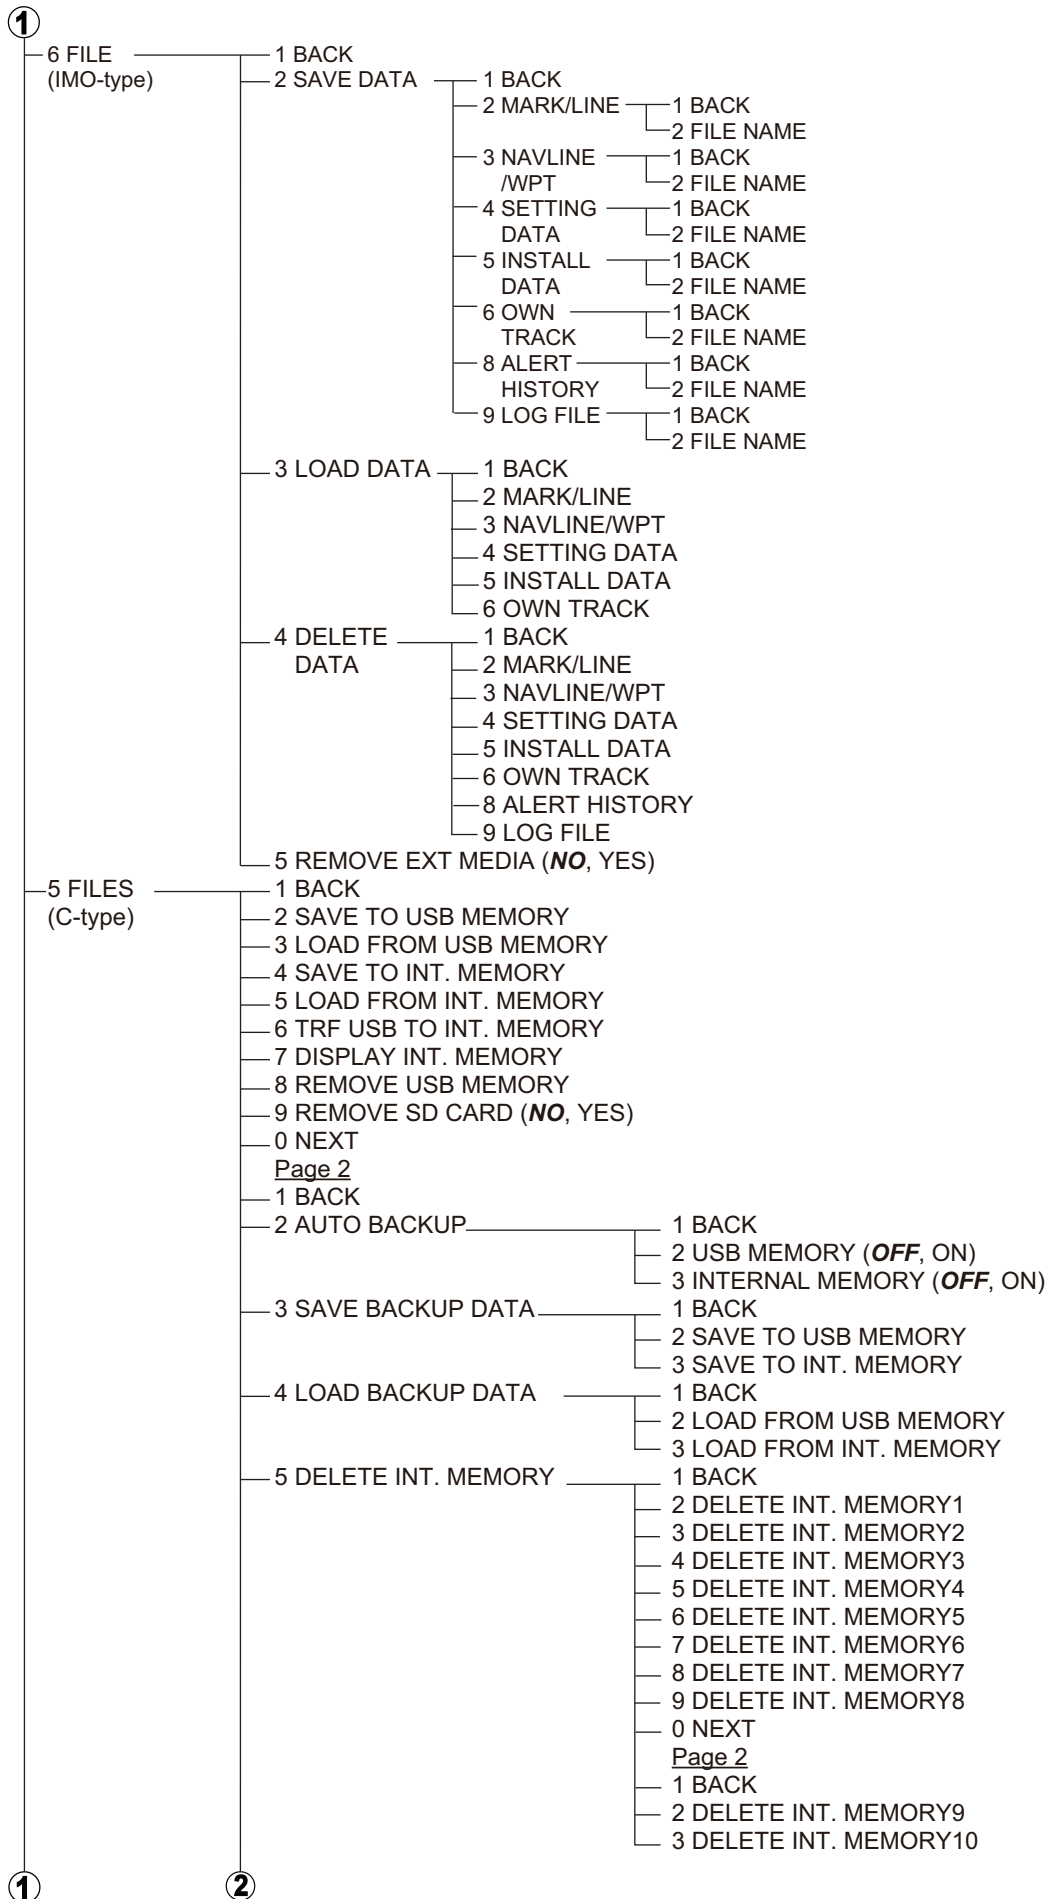 1
6 FILE 1 BACK
(IMO-type) 2 SAVE DATA 1 BACK
2 MARK/LINE 1 BACK
2 FILE NAME
3 NAVLINE 1 BACK
/WPT 2 FILE NAME
4 SETTING 1 BACK
DATA 2 FILE NAME
5 INSTALL 1 BACK
DATA 2 FILE NAME
6 OWN 1 BACK
TRACK 2 FILE NAME
8 ALERT 1 BACK
HISTORY 2 FILE NAME
9 LOG FILE 1 BACK
2 FILE NAME
3 LOAD DATA 1 BACK
2 MARK/LINE
3 NAVLINE/WPT
4 SETTING DATA
5 INSTALL DATA
6 OWN TRACK
4 DELETE 1 BACK
DATA 2 MARK/LINE
3 NAVLINE/WPT
4 SETTING DATA
5 INSTALL DATA
6 OWN TRACK
8 ALERT HISTORY
9 LOG FILE
5 REMOVE EXT MEDIA (NO, YES)
5 FILES 1 BACK
(C-type) 2 SAVE TO USB MEMORY
3 LOAD FROM USB MEMORY
4 SAVE TO INT. MEMORY
5 LOAD FROM INT. MEMORY
6 TRF USB TO INT. MEMORY
7 DISPLAY INT. MEMORY
8 REMOVE USB MEMORY
9 REMOVE SD CARD (NO, YES)
0 NEXT
Page 2
1 BACK
2 AUTO BACKUP 1 BACK
2 USB MEMORY (OFF, ON)
3 INTERNAL MEMORY (OFF, ON)
3 SAVE BACKUP DATA 1 BACK
2 SAVE TO USB MEMORY
3 SAVE TO INT. MEMORY
4 LOAD BACKUP DATA 1 BACK
2 LOAD FROM USB MEMORY
3 LOAD FROM INT. MEMORY
5 DELETE INT. MEMORY 1 BACK
2 DELETE INT. MEMORY1
3 DELETE INT. MEMORY2
4 DELETE INT. MEMORY3
5 DELETE INT. MEMORY4
6 DELETE INT. MEMORY5
7 DELETE INT. MEMORY6
8 DELETE INT. MEMORY7
9 DELETE INT. MEMORY8
0 NEXT
Page 2
1 BACK
2 DELETE INT. MEMORY9
3 DELETE INT. MEMORY10
1 2